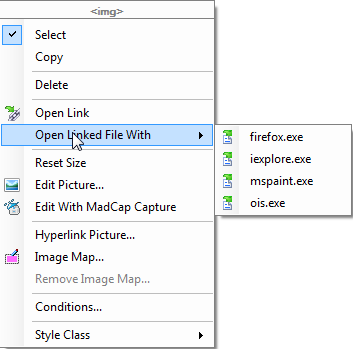 <img>
Select
Copy
Delete
Open Link
Open Linked File With
firefox.exe
iexplore.exe
mspaint.exe
ois.exe
Reset Size
Edit Picture...
Edit With MadCap Capture
Hyperlink Picture...
Image Map...
Remove Image Map...
Conditions...
Style Class